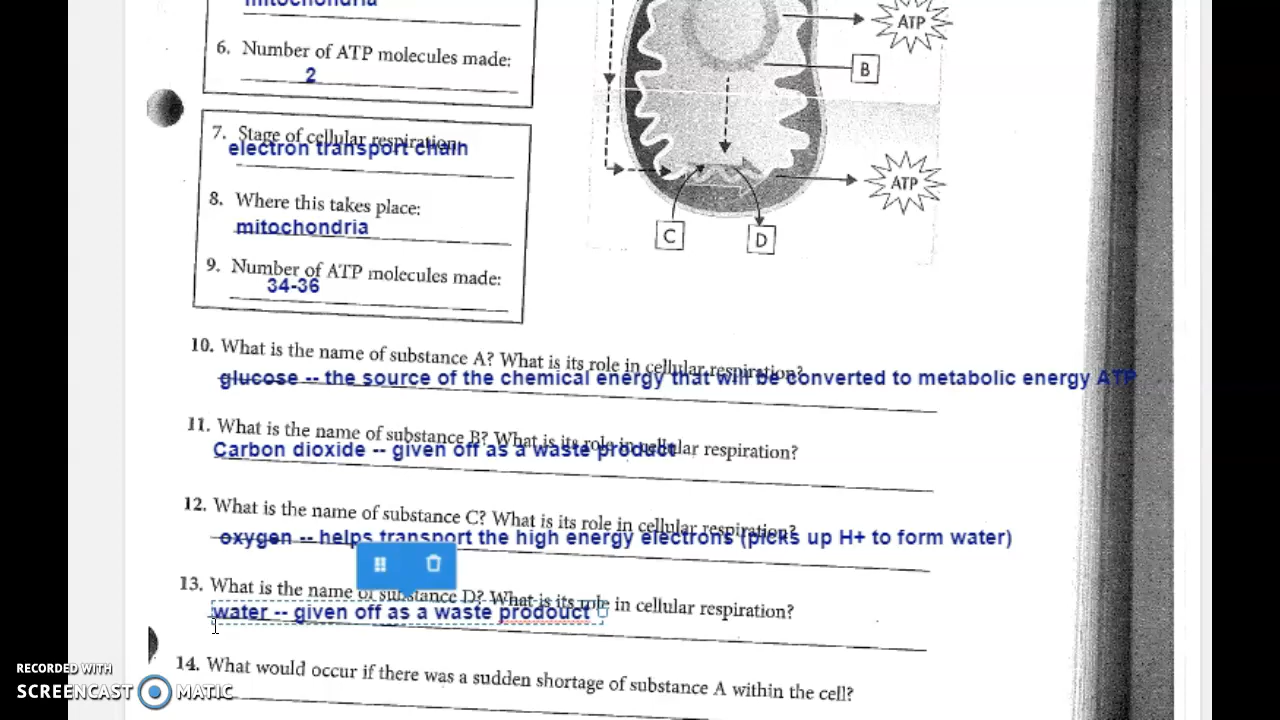 mitochondria
6. Number of ATP molecules made:
2
7. Stage of cellular respiration:
electron transport chain
8. Where this takes place:
mitochondria
9. Number of ATP molecules made:
34-36
ATP
B
ATP
C
D
10. What is the name of substance A? What is its role in cellular respiration?
glucose -- the source of the chemical energy that will be converted to metabolic energy ATP
11. What is the name of substance B? What is its role in cellular respiration?
Carbon dioxide -- given off as a waste product
12. What is the name of substance C? What is its role in cellular respiration?
oxygen -- helps transport the high energy electrons (picks up H+ to form water)
13. What is the name of substance D? What is its role in cellular respiration?
water -- given off as a waste prodouct
14. What would occur if there was a sudden shortage of substance A within the cell?
RECORDED WITH
SCREENCAST MATIC